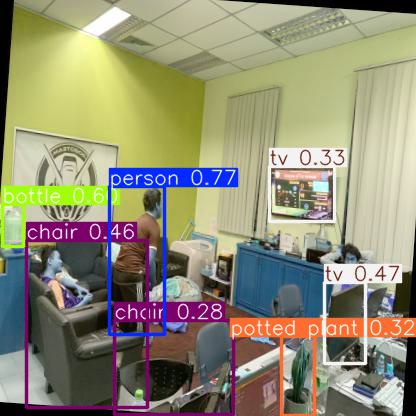 tv 0.33
person 0.77
bottle 0.60
chair 0.46
tv 0.47
chair 0.28
potted plant 0.32